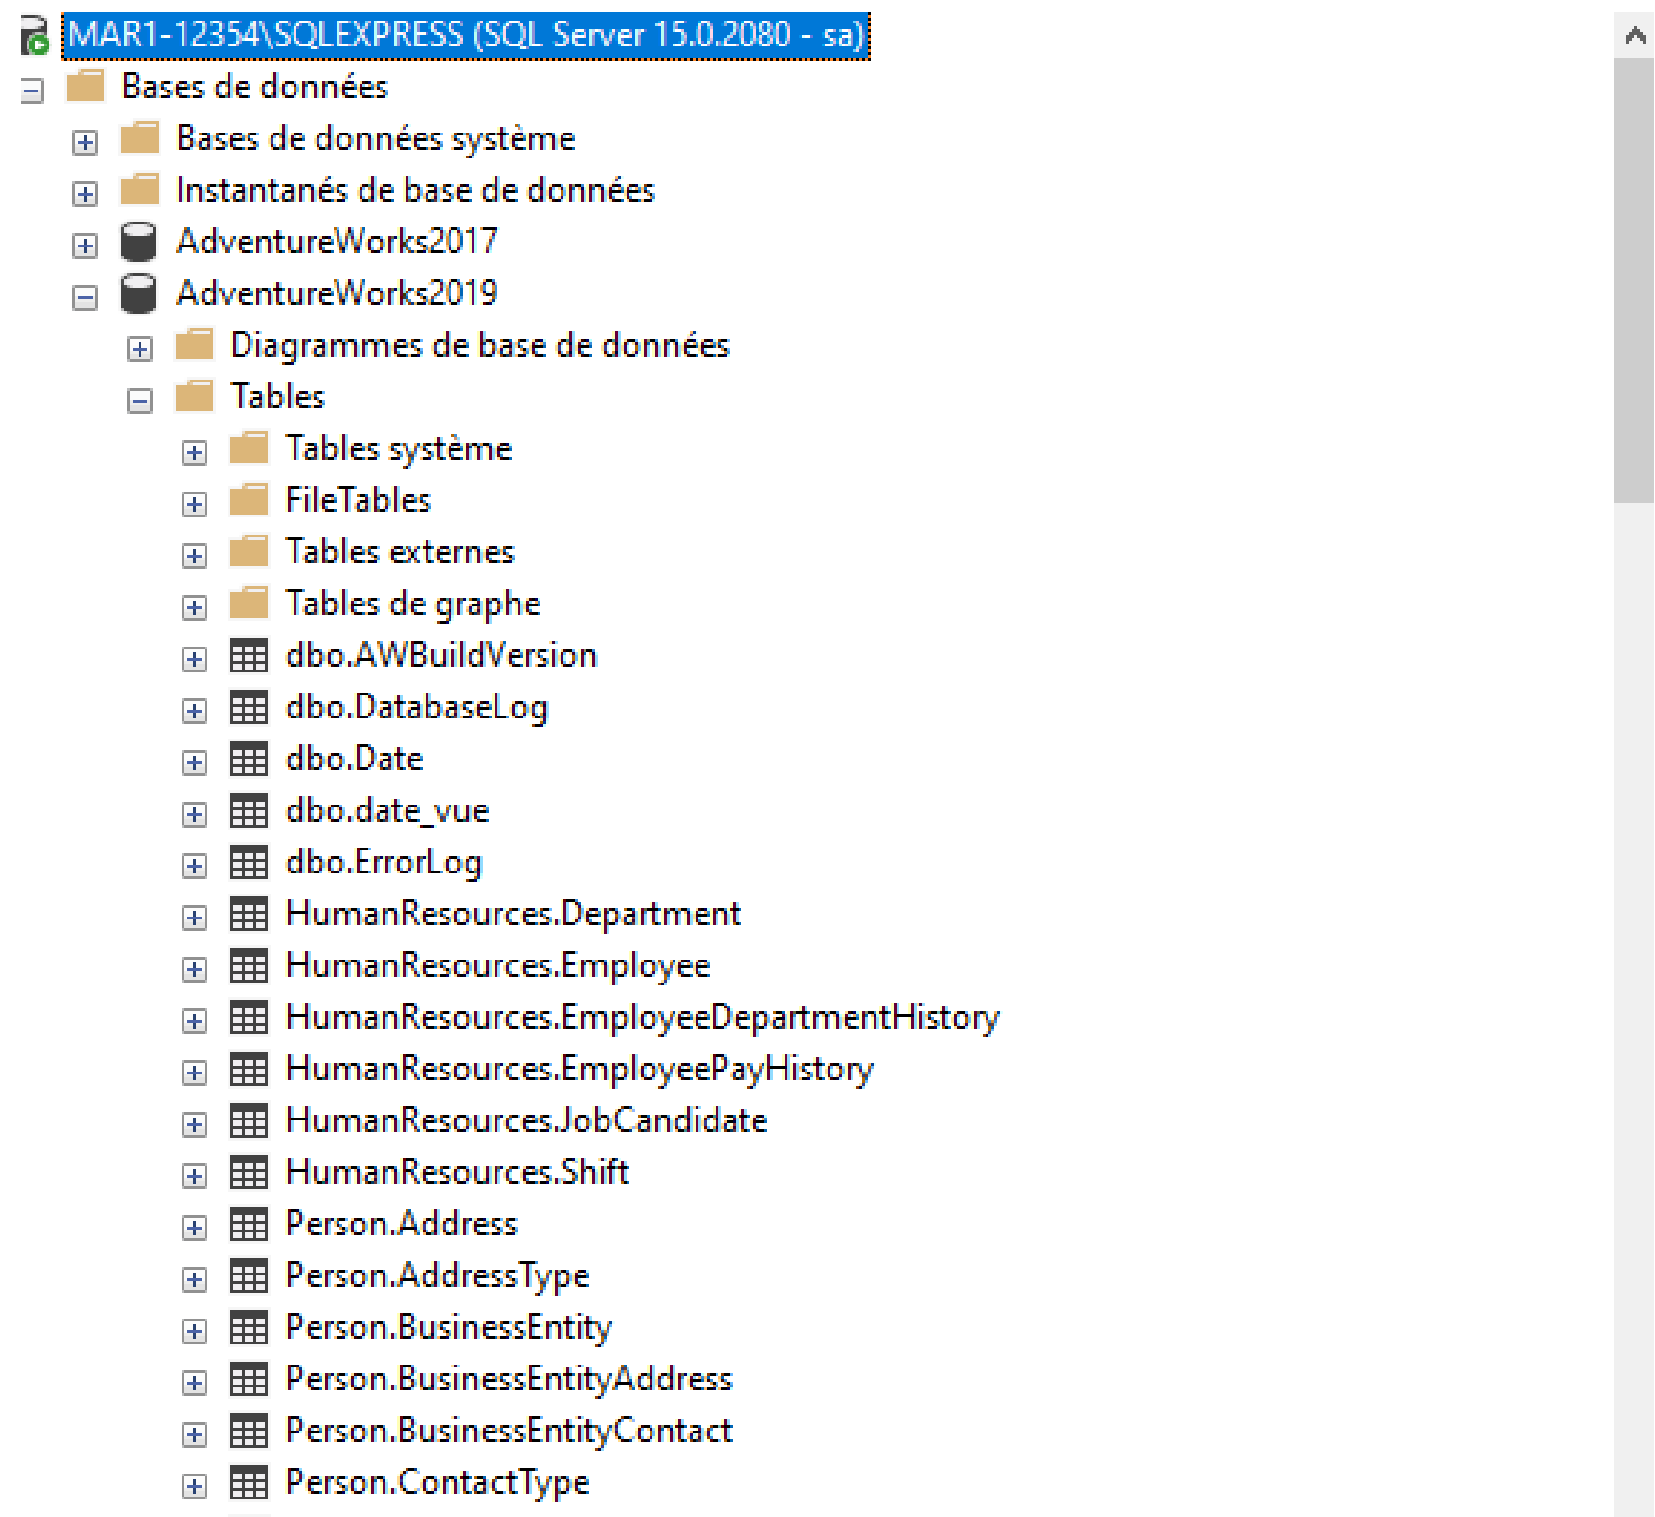 MAR1-12354\SQLEXPRESS (SQL Server 15.0.2080 - sa)
Bases de données
Bases de données système
Instantanés de base de données
AdventureWorks2017
AdventureWorks2019
Diagrammes de base de données
Tables
Tables système
FileTables
Tables externes
Tables de graphe
dbo.AWBuildVersion
dbo.DatabaseLog
dbo.Date
dbo.date_vue
dbo.ErrorLog
HumanResources.Department
HumanResources.Employee
HumanResources.EmployeeDepartmentHistory
HumanResources.EmployeePayHistory
HumanResources.JobCandidate
HumanResources.Shift
Person.Address
Person.AddressType
Person.BusinessEntity
Person.BusinessEntityAddress
Person.BusinessEntityContact
Person.ContactType